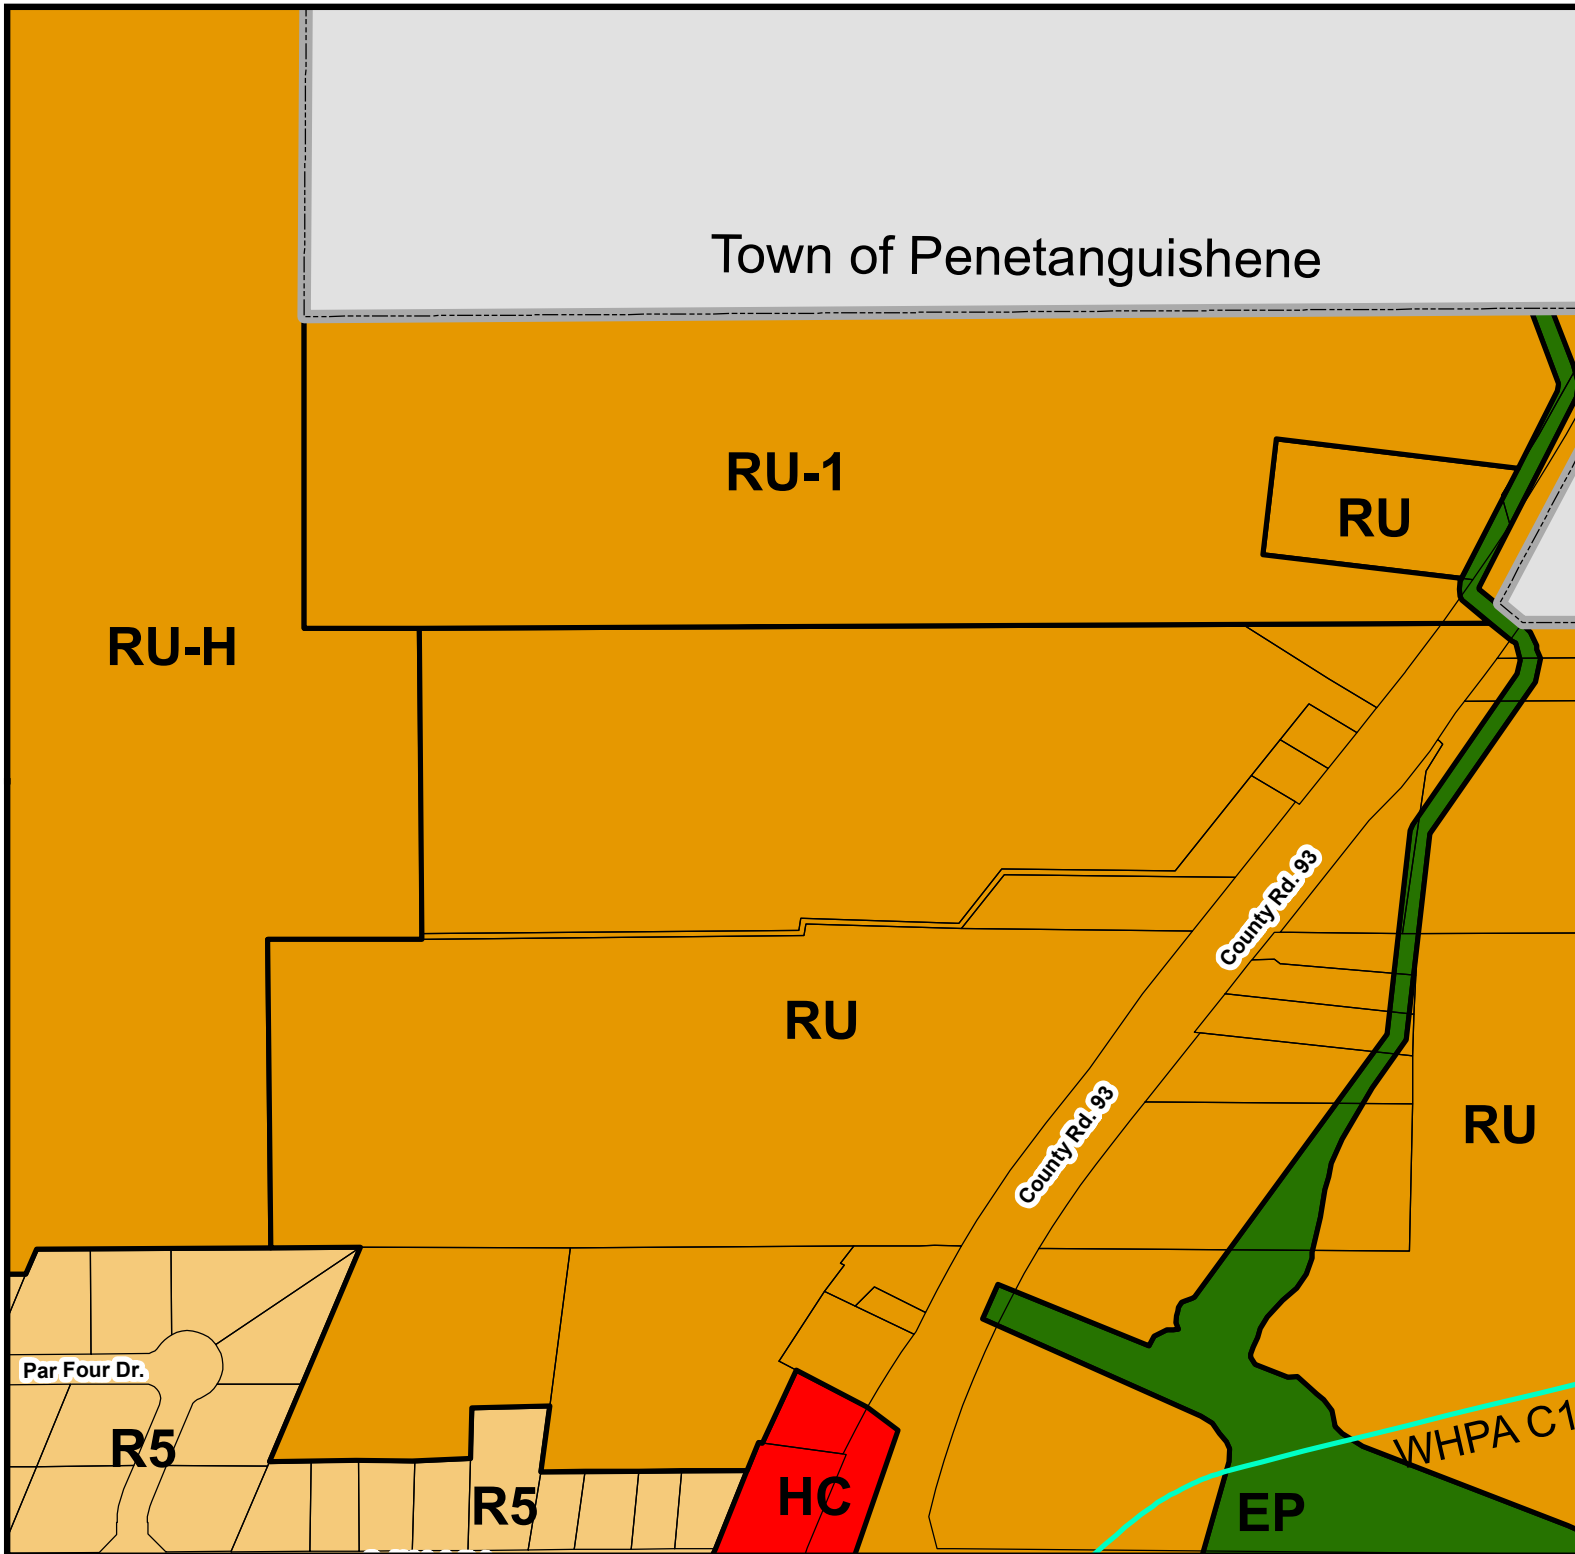 Town of Penetanguishene
RU-1
RU
RU-H
County Rd. 93
RU
County Rd. 93
RU
Par Four Dr.
R5
WHPA C1
R5
HC
EP